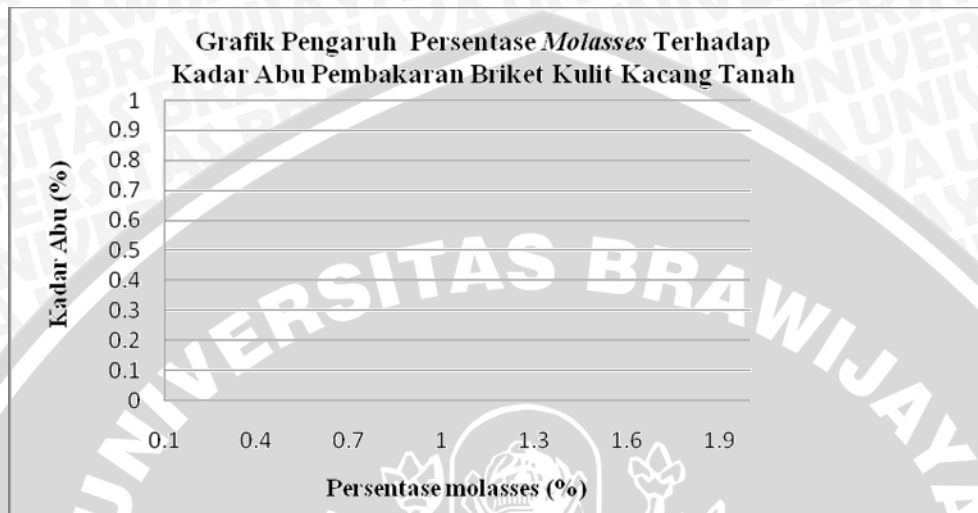 Grafik Pengaruh Persentase Molasses Terhadap
Kadar Abu Pembakaran Briket Kulit Kacang Tanah
Kadar Abu (%)
1
0.9
0.8
0.7
0.6
0.5
0.4
0.3
0.2
0.1
0
0.1 0.4 0.7 1 1.3 1.6 1.9
Persentase molasses (%)
UNIVERSITAS BRAWIJAYA